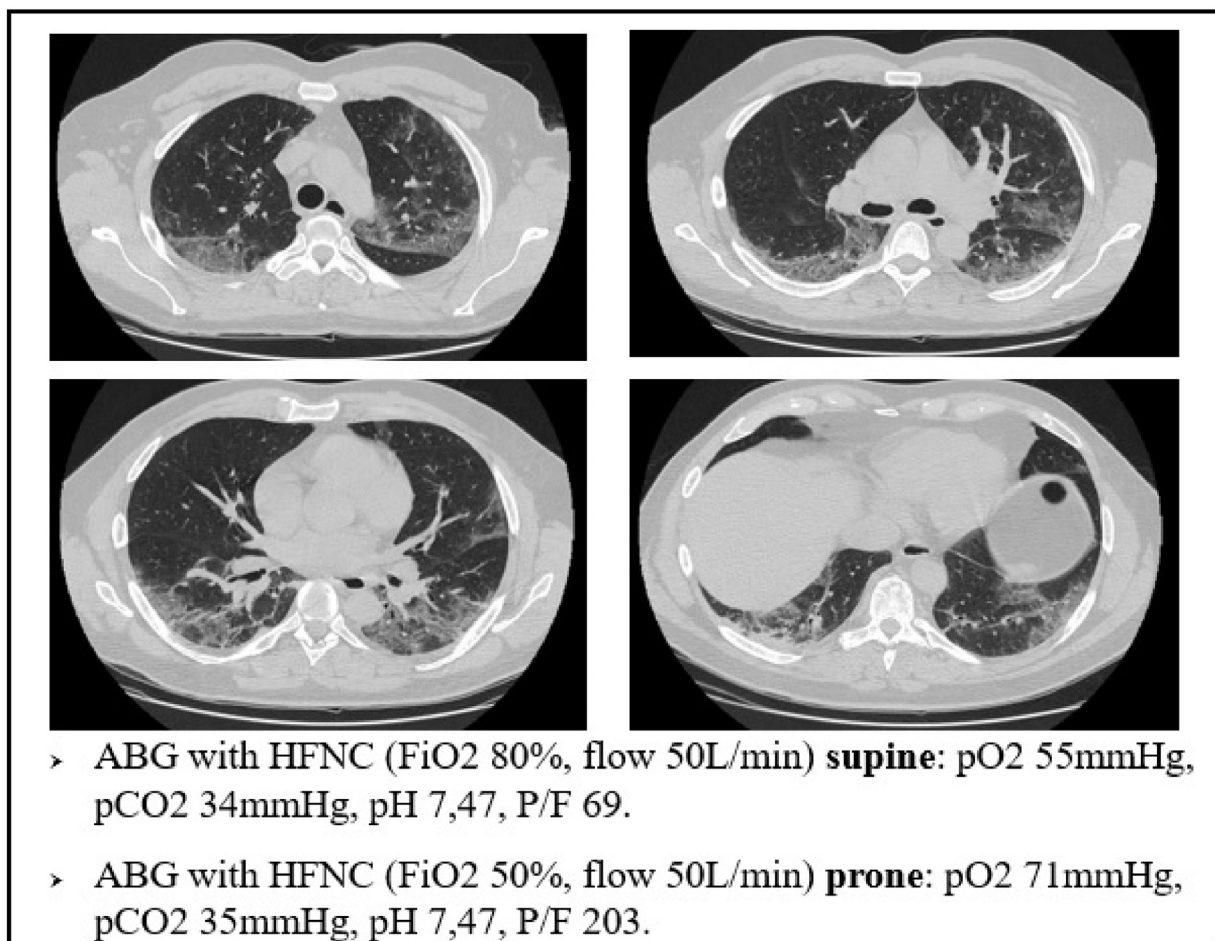 ➢ ABG with HFNC (FiO2 80%, flow 50L/min) supine: pO2 55mmHg,
pCO2 34mmHg, pH 7,47, P/F 69.
➢ ABG with HFNC (FiO2 50%, flow 50L/min) prone: pO2 71mmHg,
pCO2 35mmHg, pH 7,47, P/F 203.